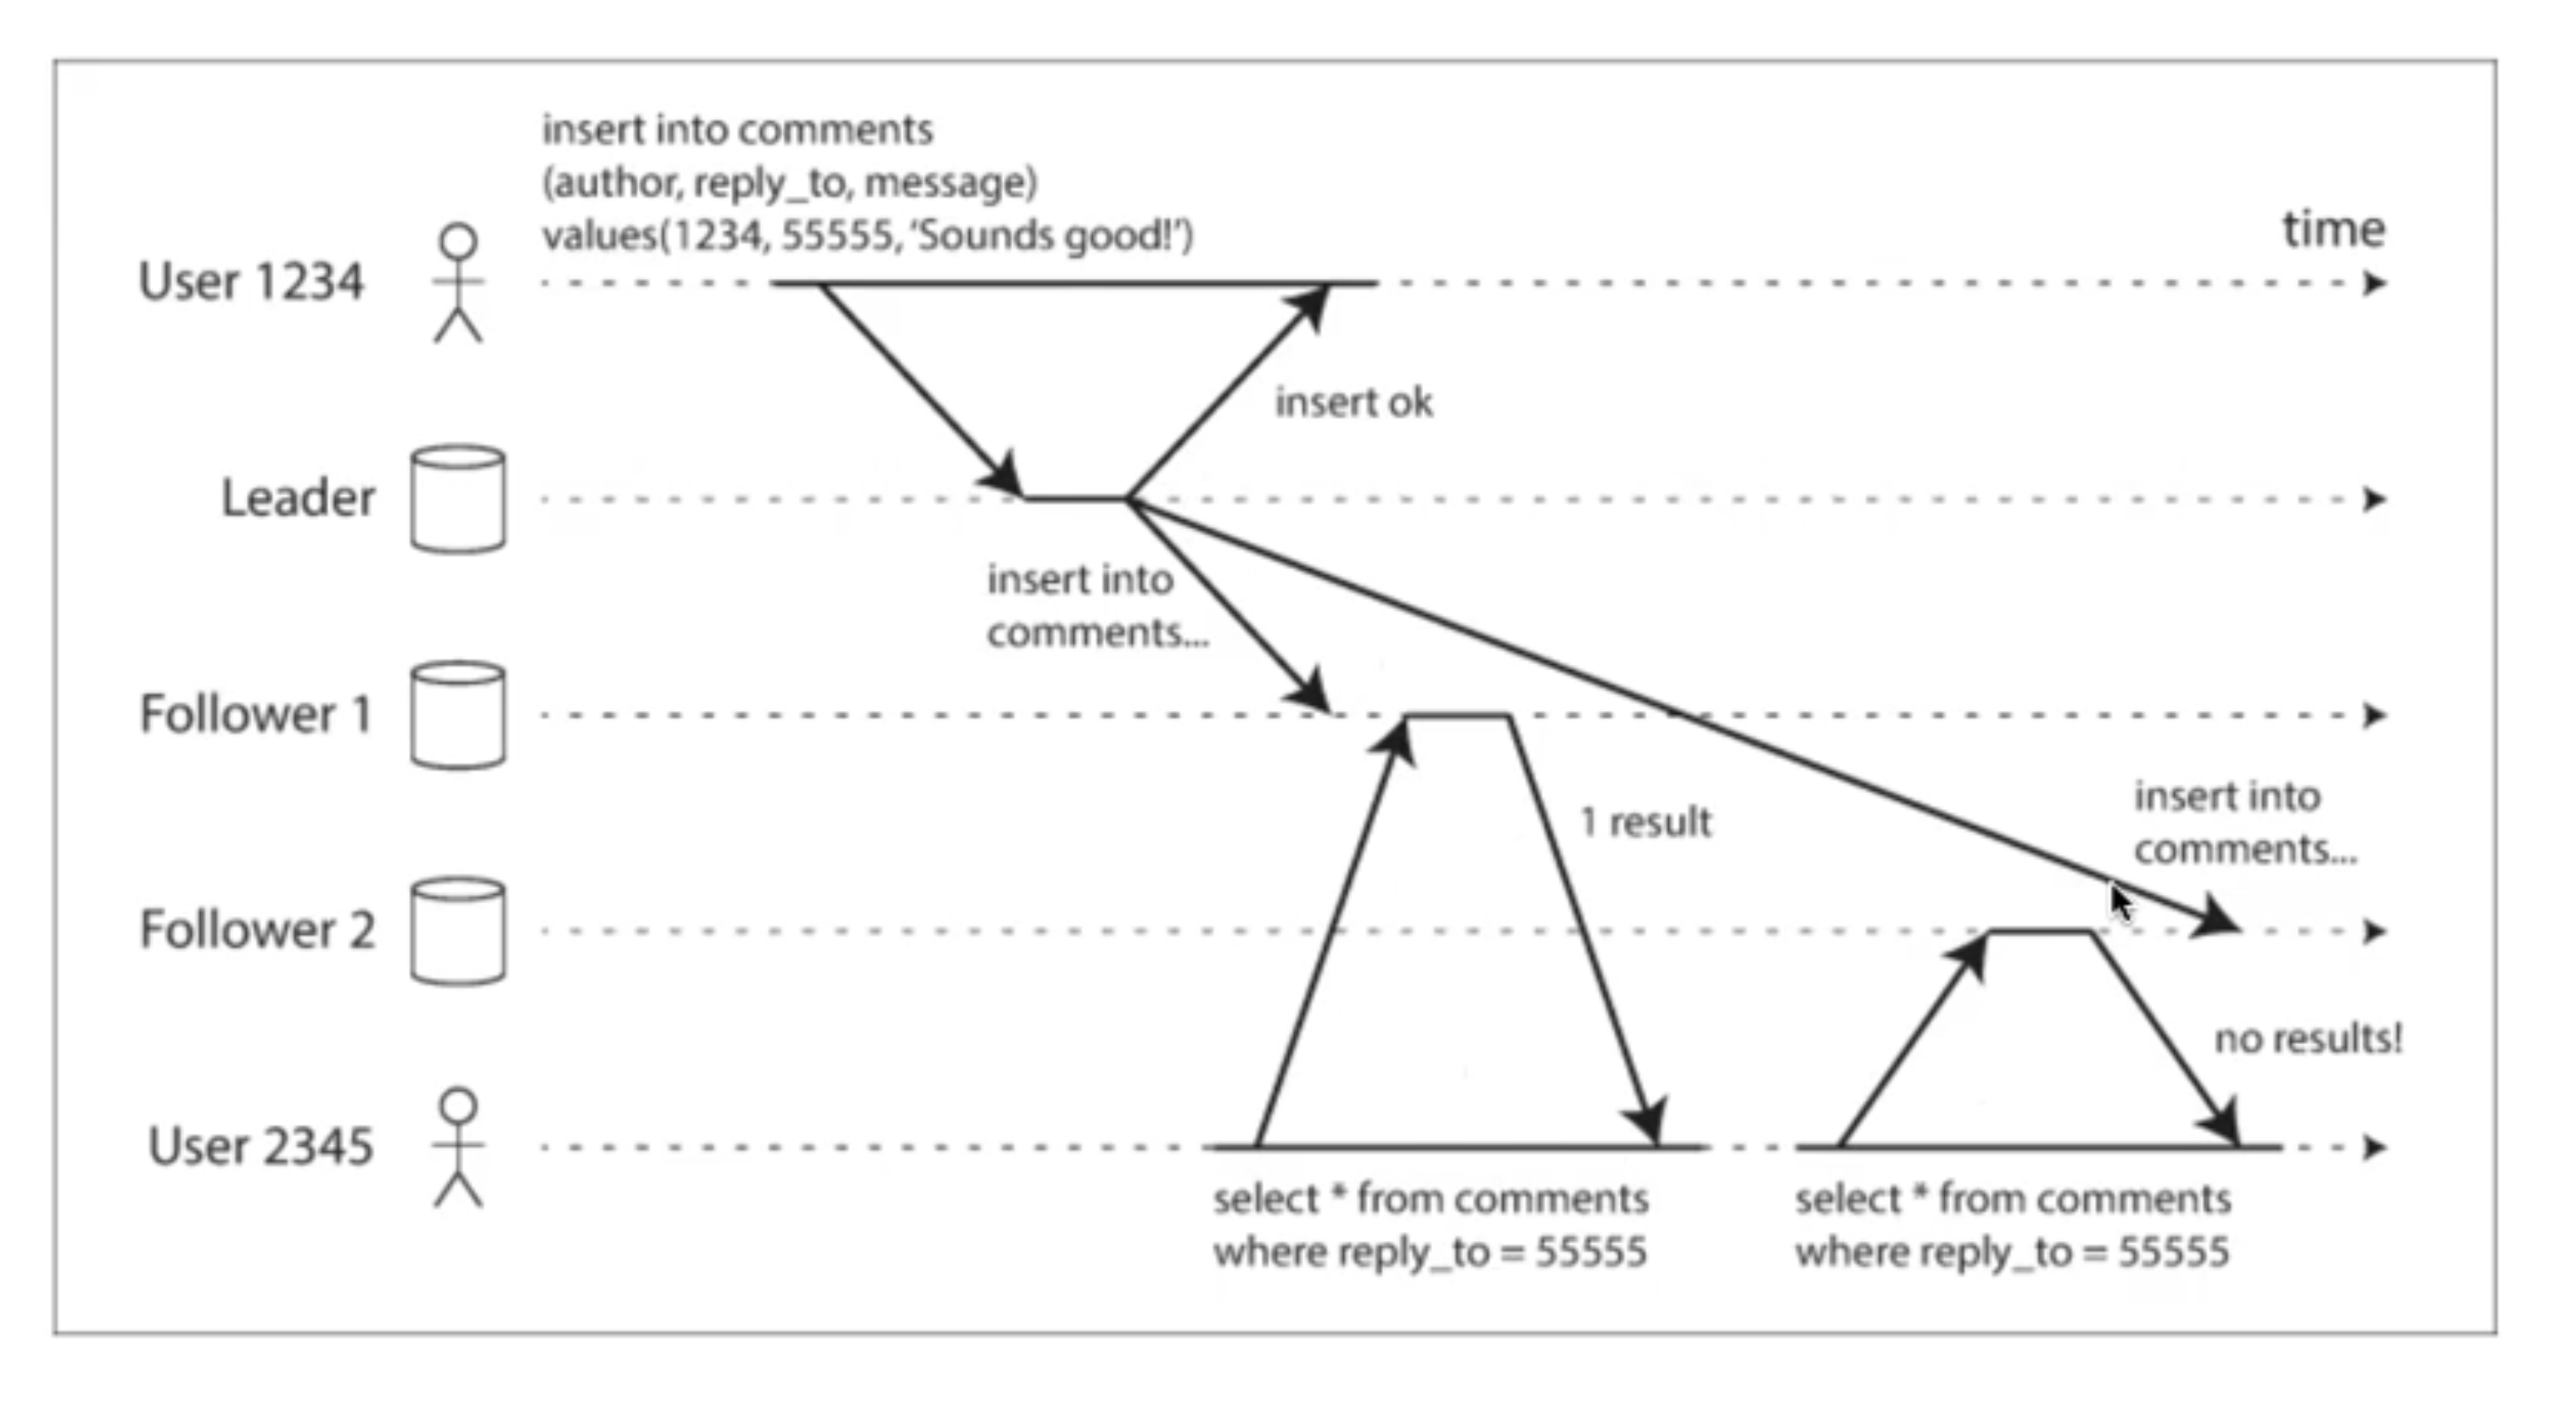 insert into comments
(author, reply_to, message)
values(1234, 55555, ‘Sounds good!’)
time
User 1234
insert ok
Leader
insert into
comments...
Follower 1
1 result
insert into
comments...
Follower 2
no results!
User 2345
select * from comments
where reply_to = 55555
select * from comments
where reply_to = 55555